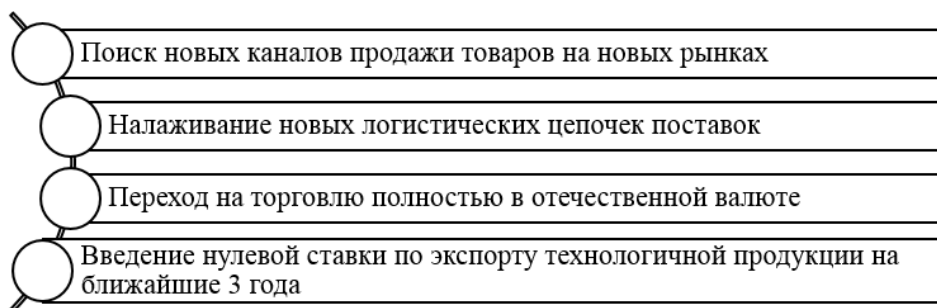 Поиск новых каналов продажи товаров на новых рынках
Налаживание новых логистических цепочек поставок
Переход на торговлю полностью в отечественной валюте
Введение нулевой ставки по экспорту технологичной продукции на
ближайшие 3 года